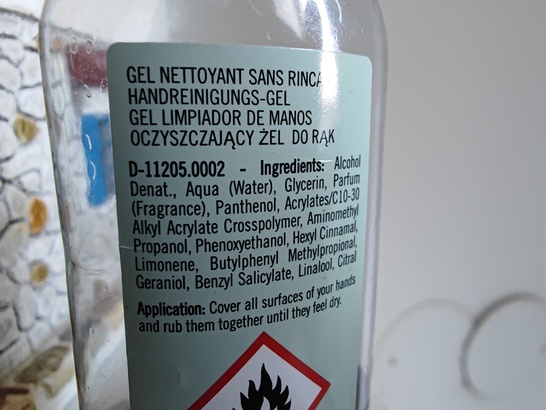 GEL NETTOYANT SANS
HANDREINIGUNGS-GEL
GEL LIMPIADOR DE MANOS
OCZYSZCZAJĄCY ŻEL DO RĄK
D-11205.0002 - Ingredients: Alcohol
Denat., Aqua (Water), Glycerin, Parfum
(Fragrance), Panthenol, Acrylates/C10-30
Alkyl Acrylate Crosspolymer, Aminomethyl
Propanol, Phenoxyethanol, Hexyl Cinnamal,
Limonene, Butylphenyl Methylpropional,
Geraniol, Benzyl Salicylate, Linalool, Citral
Application: Cover all surfaces of your hands
and rub them together until they feel dry.